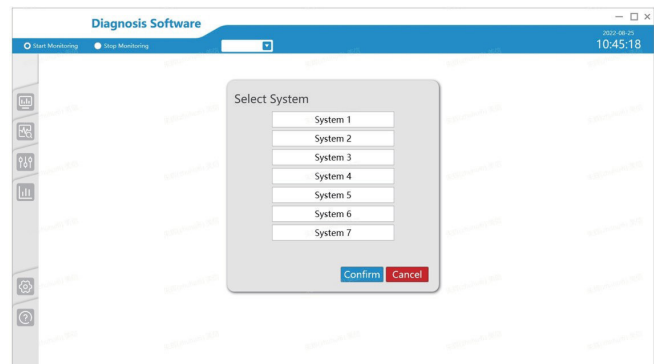 Diagnosis Software
2022-08-25
Start Monitoring
Stop Monitoring
10:45:18
Select System
System 1
System 2
System 3
System 4
System 5
System 6
System 7
Confirm
Cancel